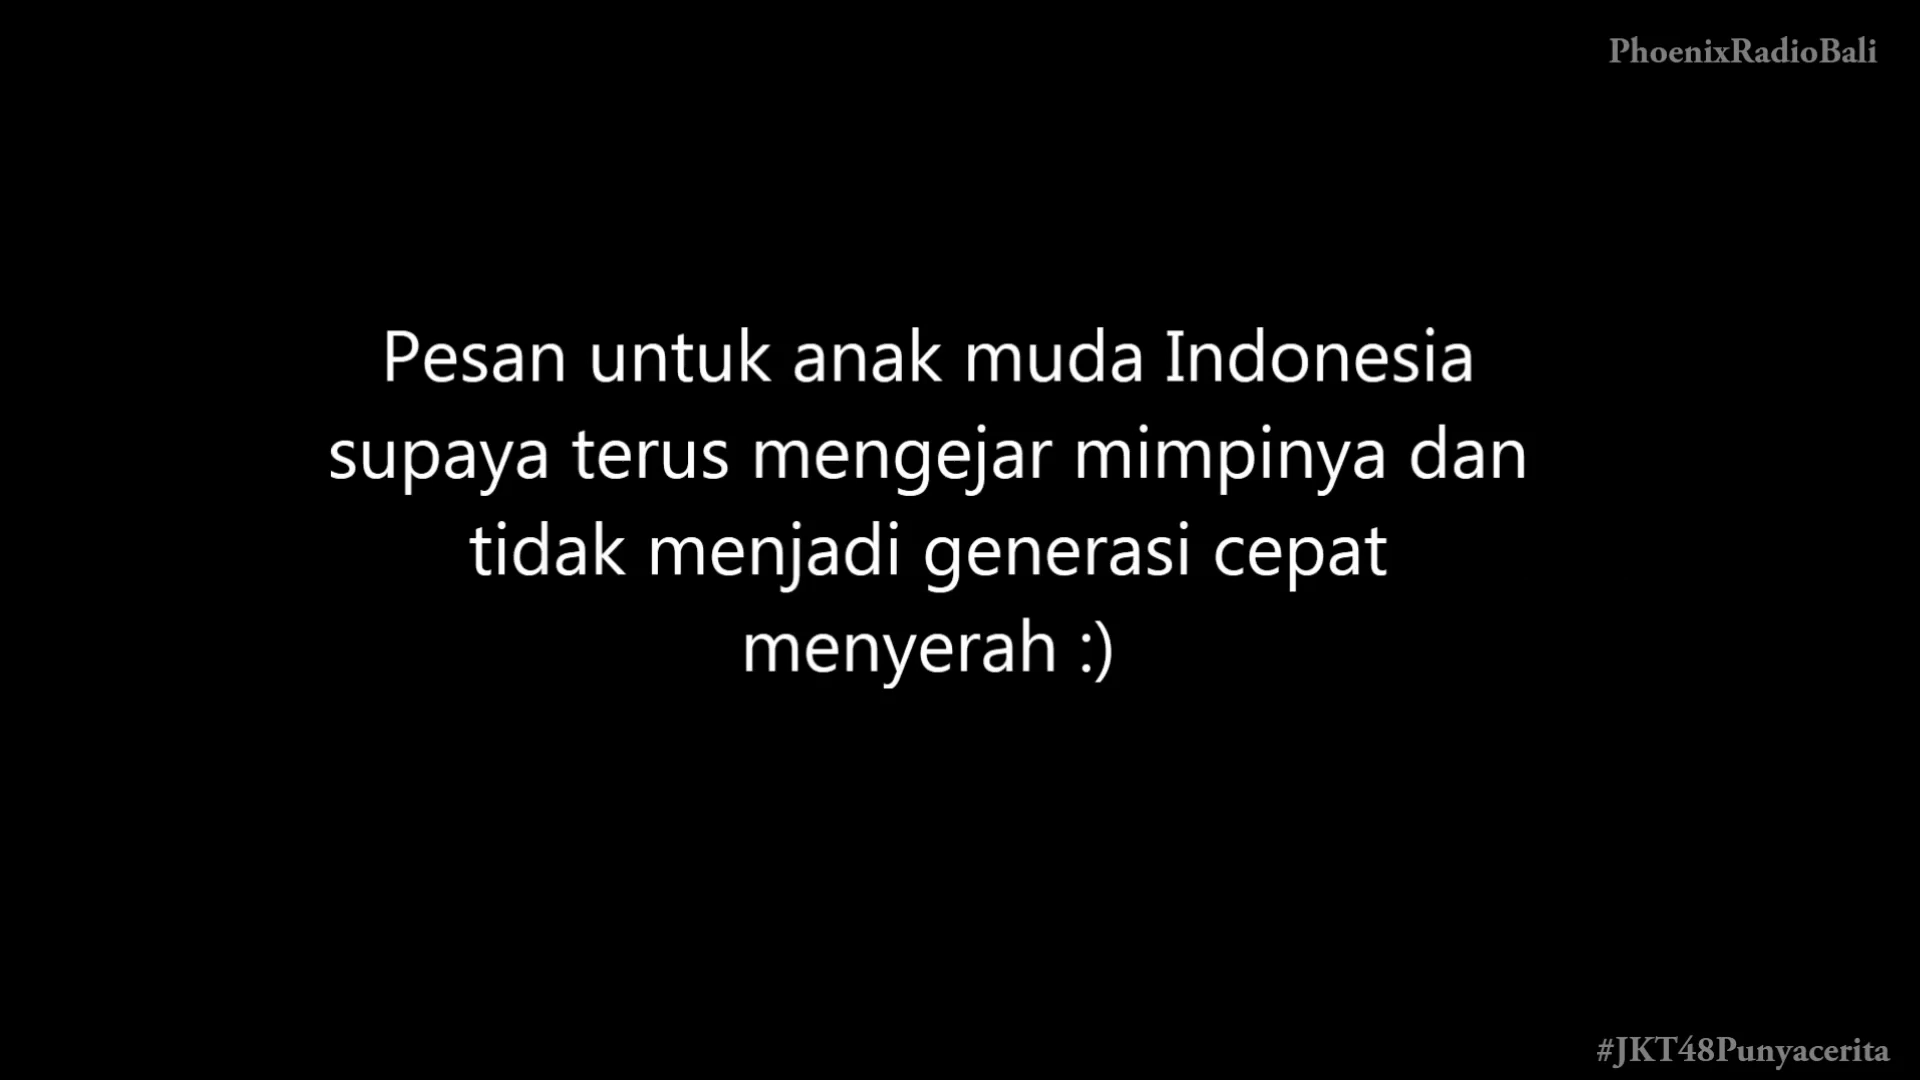 PhoenixRadioBali
Pesan untuk anak muda Indonesia
supaya terus mengejar mimpinya dan
tidak menjadi generasi cepat
menyerah :)
#JKT48Punyacerita